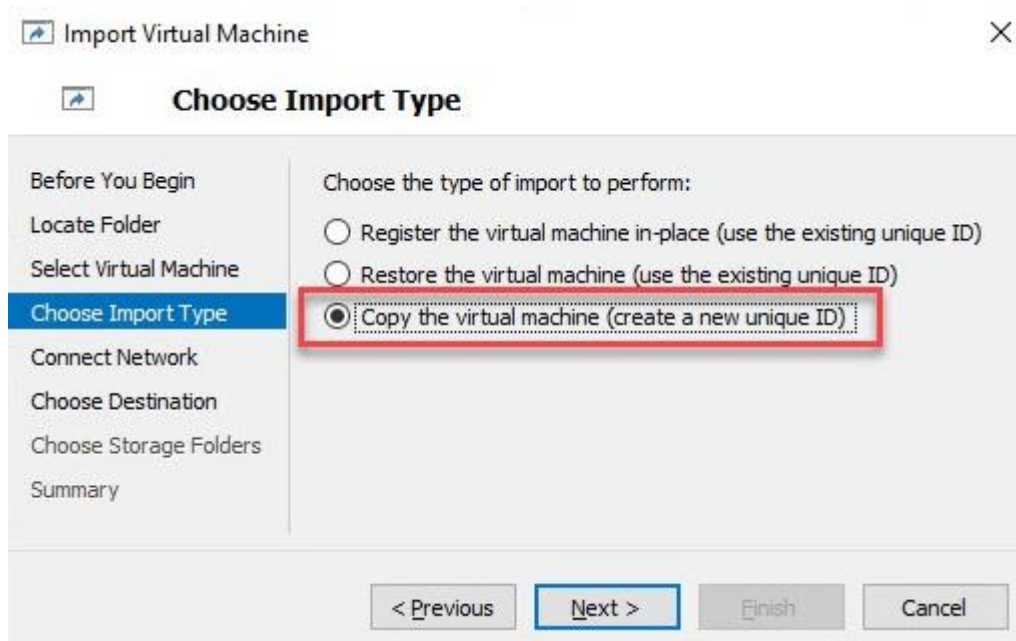 Import Virtual Machine
Choose Import Type
Before You Begin
Locate Folder
Select Virtual Machine
Choose Import Type
Connect Network
Choose Destination
Choose Storage Folders
Summary
Choose the type of import to perform:
Register the virtual machine in-place (use the existing unique ID)
Restore the virtual machine (use the existing unique ID)
Copy the virtual machine (create a new unique ID)
< Previous
Next >
Finish
Cancel